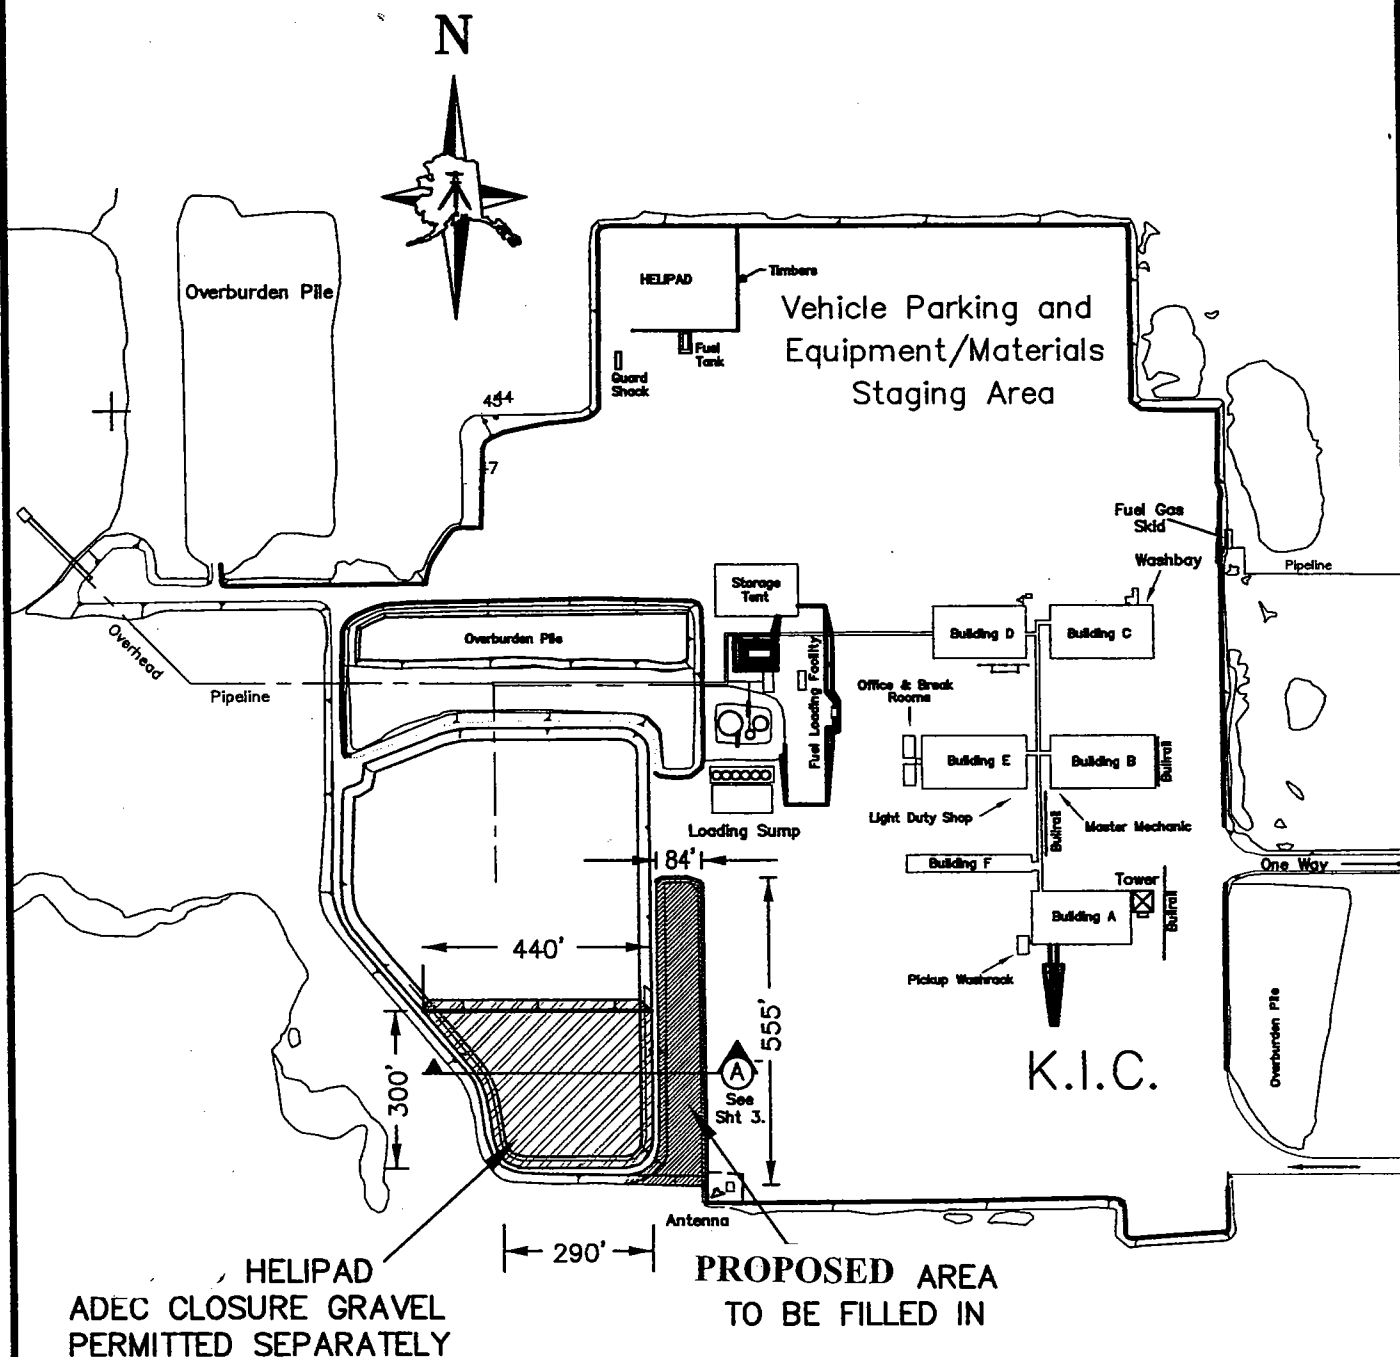 N
Overburden Pile
HELIPAD
Timbers
Vehicle Parking and
Equipment/Materials
Staging Area
Fuel
Tank
Guard
Shack
45
44
47
Fuel Gas
Skid
Washbay
Pipeline
Storage
Tent
Overburden Pile
Building D
Building C
Overhead
Pipeline
Fuel Loading Facility
Office & Break
Rooms
Building E
Building B
Bullrail
Light Duty Shop
Master Mechanic
Bullrail
Loading Sump
84'
Building F
One Way
Tower
Building A
Bullrail
440'
Pickup Washrack
555'
300'
A
See
Sht 3.
K.I.C.
Overburden Pile
Antenna
290'
HELIPAD
ADEC CLOSURE GRAVEL
PERMITTED SEPARATELY
PROPOSED AREA
TO BE FILLED IN